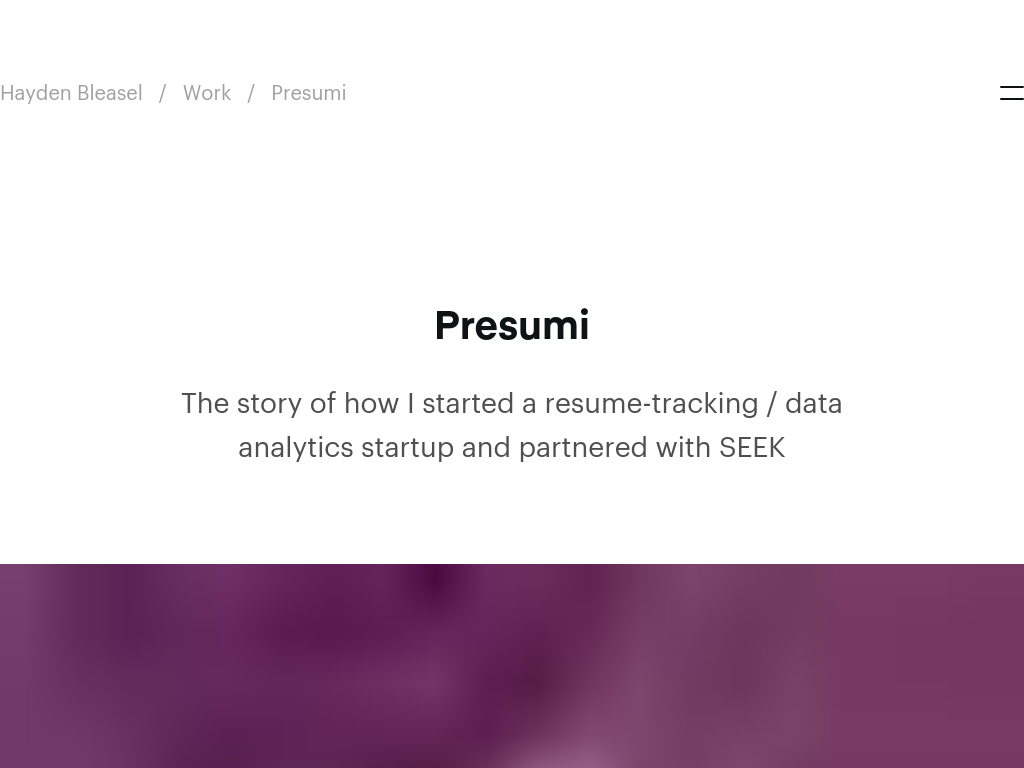 Hayden Bleasel / Work / Presumi
Presumi
The story of how I started a resume-tracking / data
analytics startup and partnered with SEEK